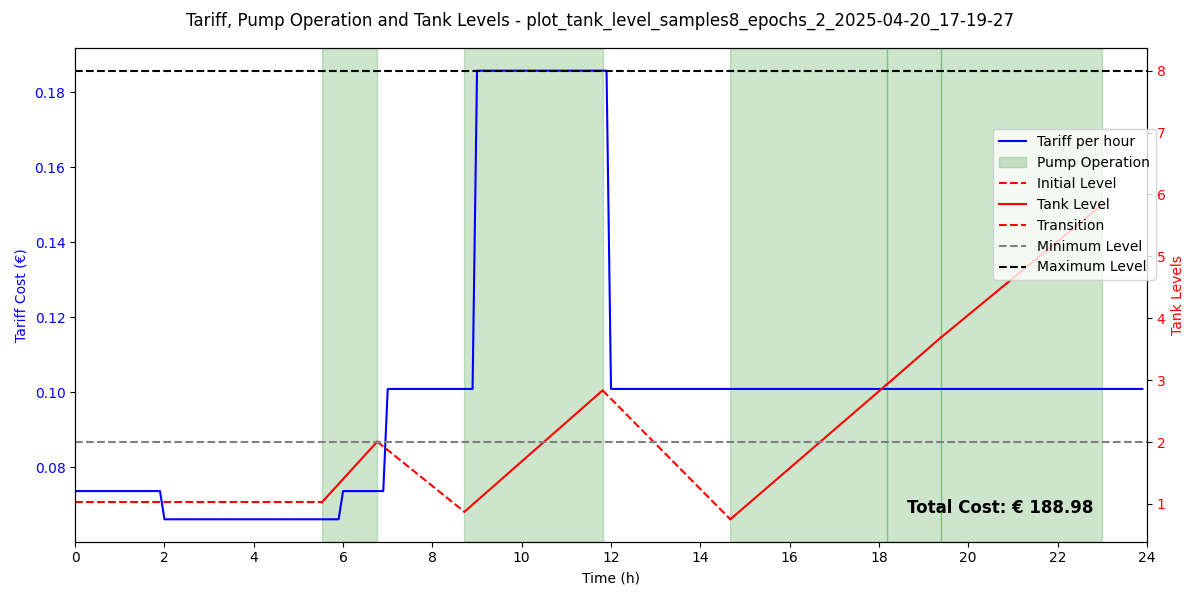 Tariff, Pump Operation and Tank Levels - plot_tank_level_samples8_epochs_2_2025-04-20_17-19-27
Tariff Cost (€)
0.18
0.16
0.14
0.12
0.10
0.08
8
7
6
5
4
3
2
1
Tank Levels
Tariff per hour
Pump Operation
Initial Level
Tank Level
Transition
Minimum Level
Maximum Level
Total Cost: € 188.98
0 2 4 6 8 10 12 14 16 18 20 22 24
Time (h)